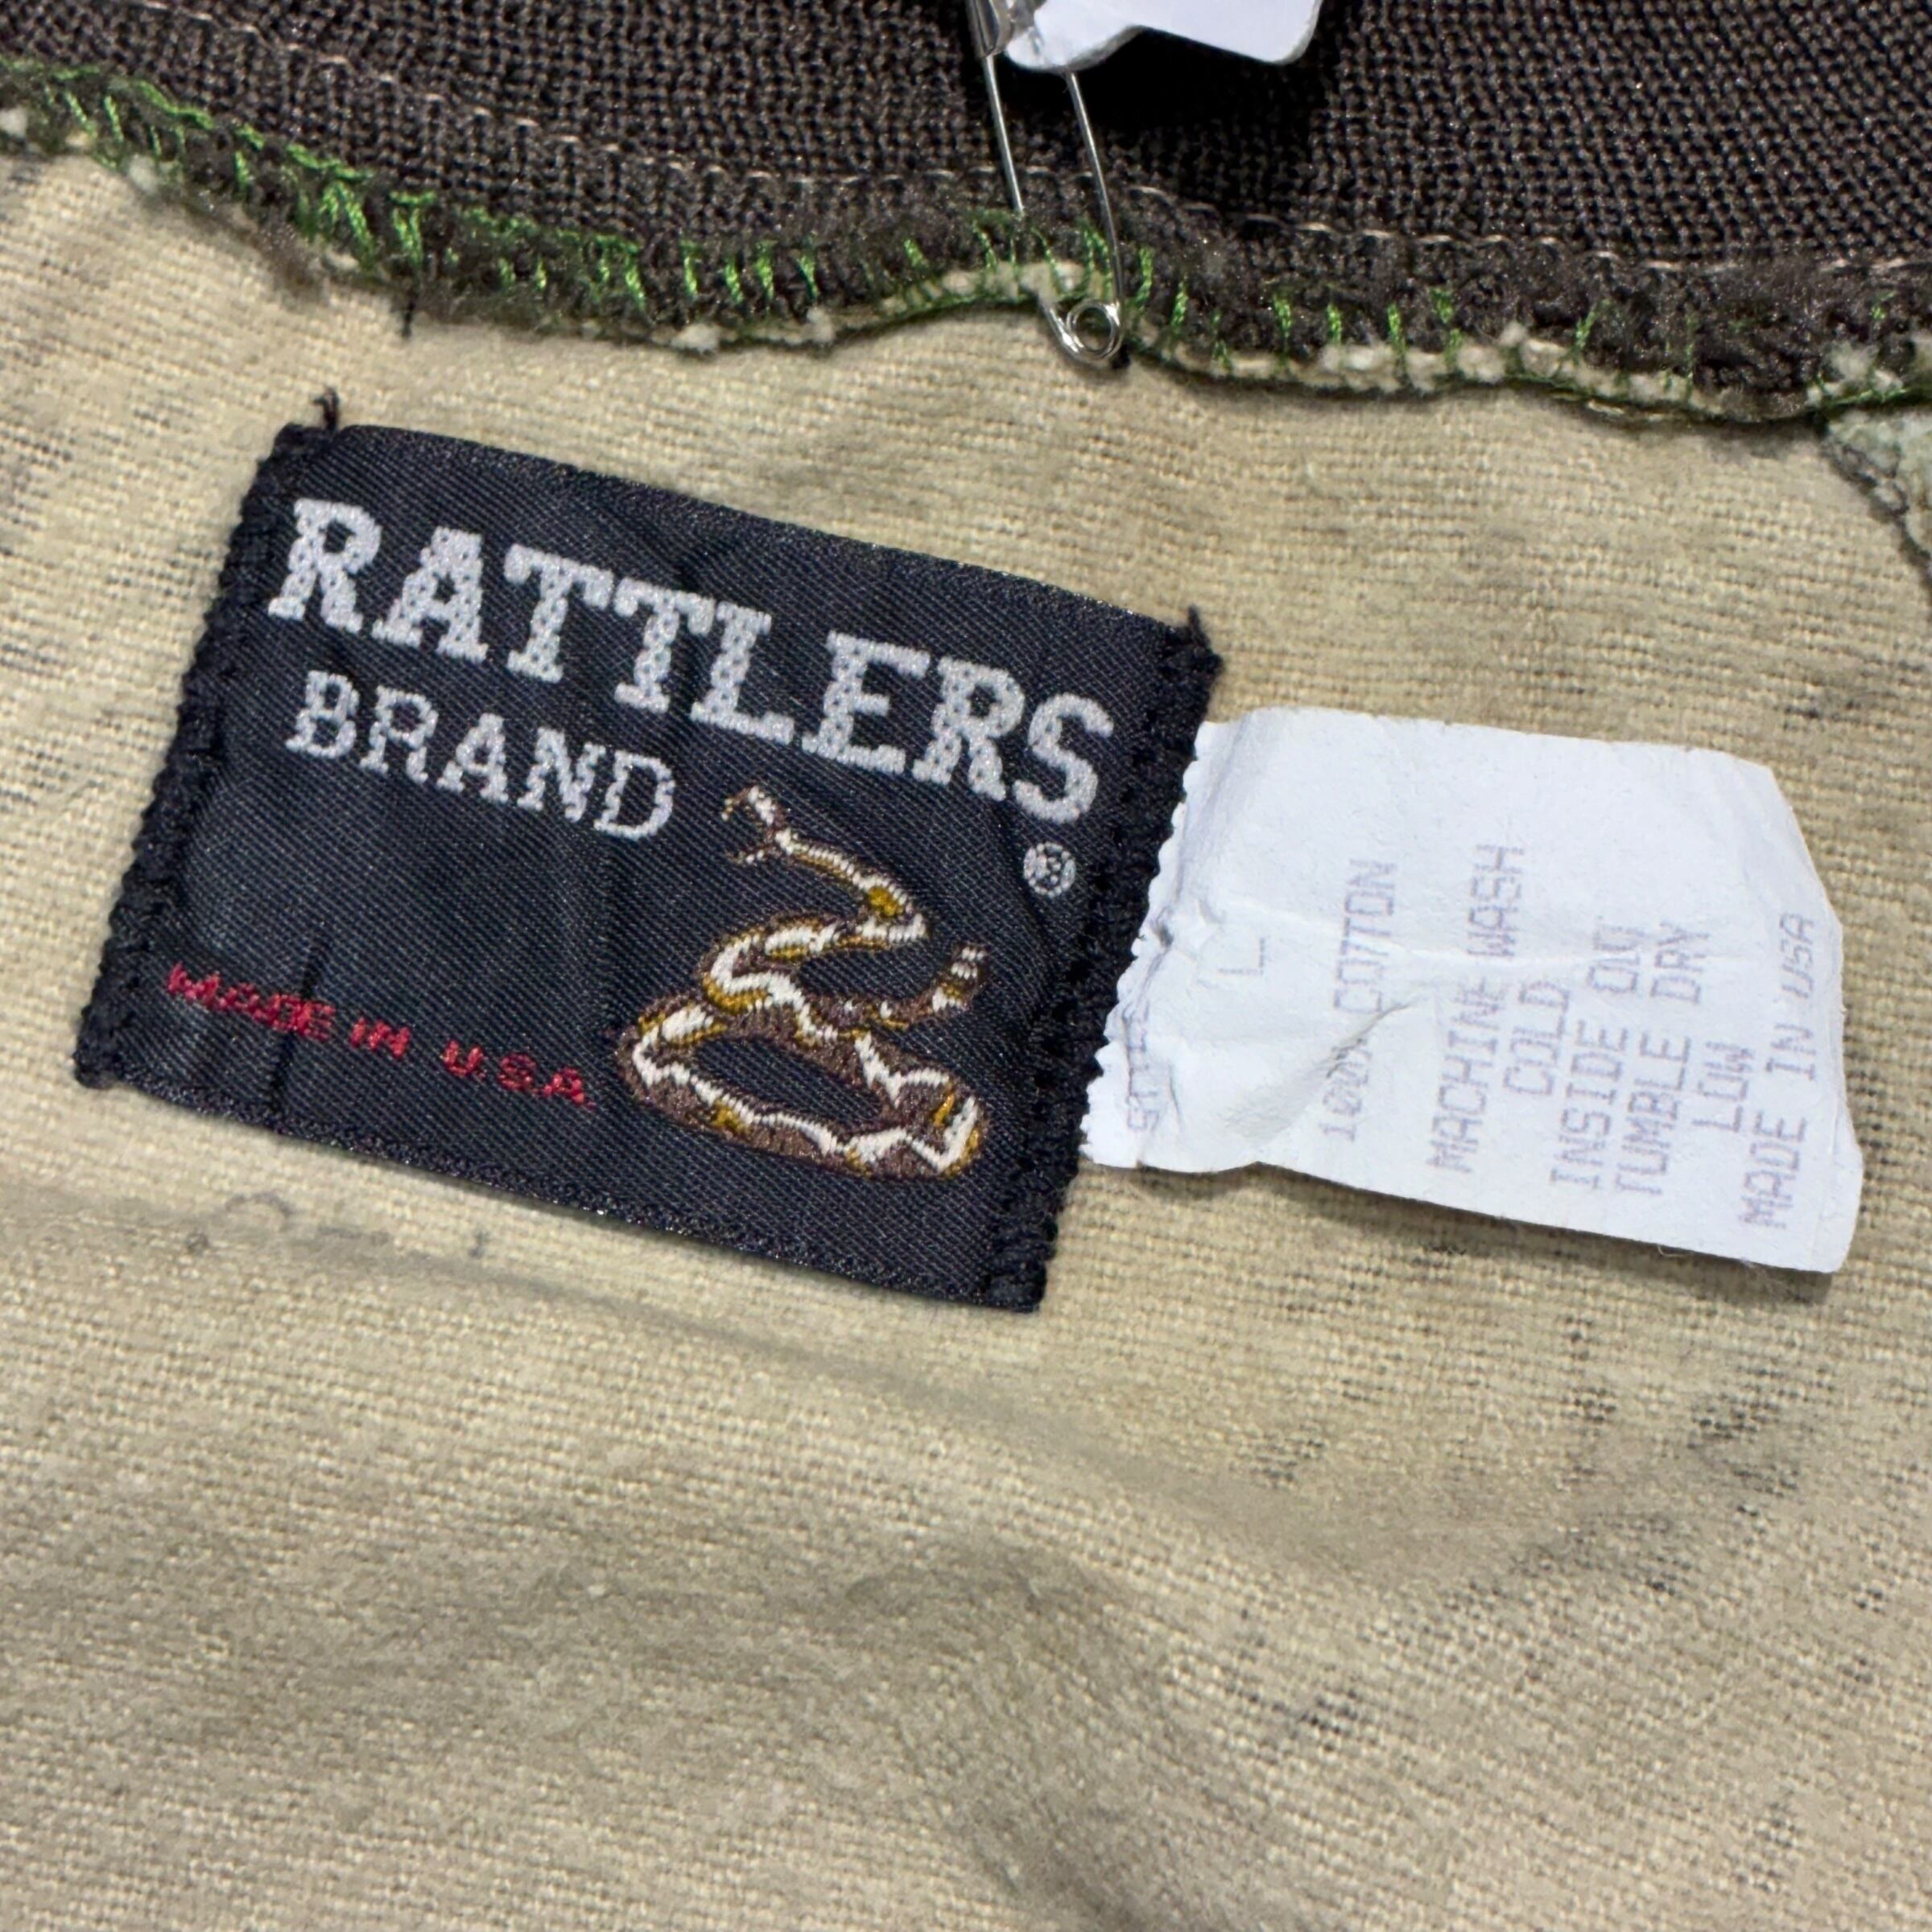 RATTLERS
BRAND
®
MADE IN U.S.A.
L
100% COTTON
MACHINE WASH
COLD
INSIDE OUT
TUMBLE DRY
LOW
MADE IN USA